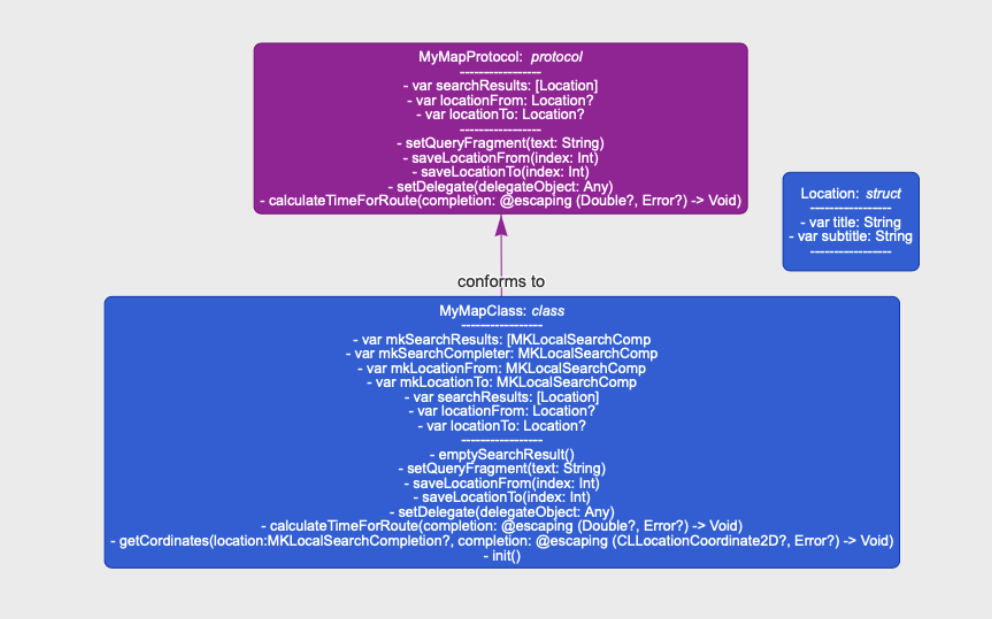 MyMapProtocol: protocol
-----------------
- var searchResults: [Location]
- var locationFrom: Location?
- var locationTo: Location?
-----------------
- setQueryFragment(text: String)
- saveLocationFrom(index: Int)
- saveLocationTo(index: Int)
- setDelegate(delegateObject: Any)
- calculateTimeForRoute(completion: @escaping (Double?, Error?) -> Void)
Location: struct
-----------------
- var title: String
- var subtitle: String
-----------------
conforms to
MyMapClass: class
-----------------
- var mkSearchResults: [MKLocalSearchComp
- var mkSearchCompleter: MKLocalSearchComp
- var mkLocationFrom: MKLocalSearchComp
- var mkLocationTo: MKLocalSearchComp
- var searchResults: [Location]
- var locationFrom: Location?
- var locationTo: Location?
-----------------
- emptySearchResult()
- setQueryFragment(text: String)
- saveLocationFrom(index: Int)
- saveLocationTo(index: Int)
- setDelegate(delegateObject: Any)
- calculateTimeForRoute(completion: @escaping (Double?, Error?) -> Void)
- getCordinates(location:MKLocalSearchCompletion?, completion: @escaping (CLLocationCoordinate2D?, Error?) -> Void)
- init()